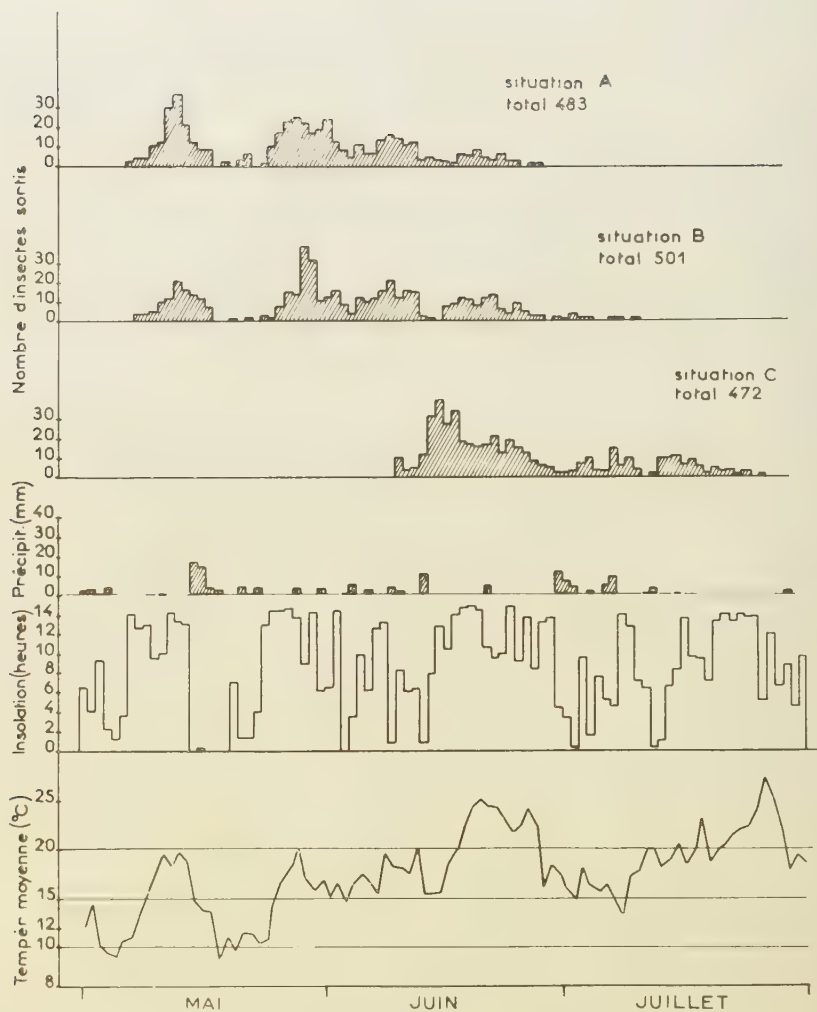 situation A
total 483
30
20
10
0
situation B
total 501
30
20
10
0
situation C
total 472
30
20
10
0
Nombre d'insectes sortis
40
30
20
10
0
Précipit.(mm)
14
12
10
8
6
4
2
0
Insolation(heures)
25
20
15
12
10
8
Tempér moyenne (°C)
MAI JUIN JUILLET